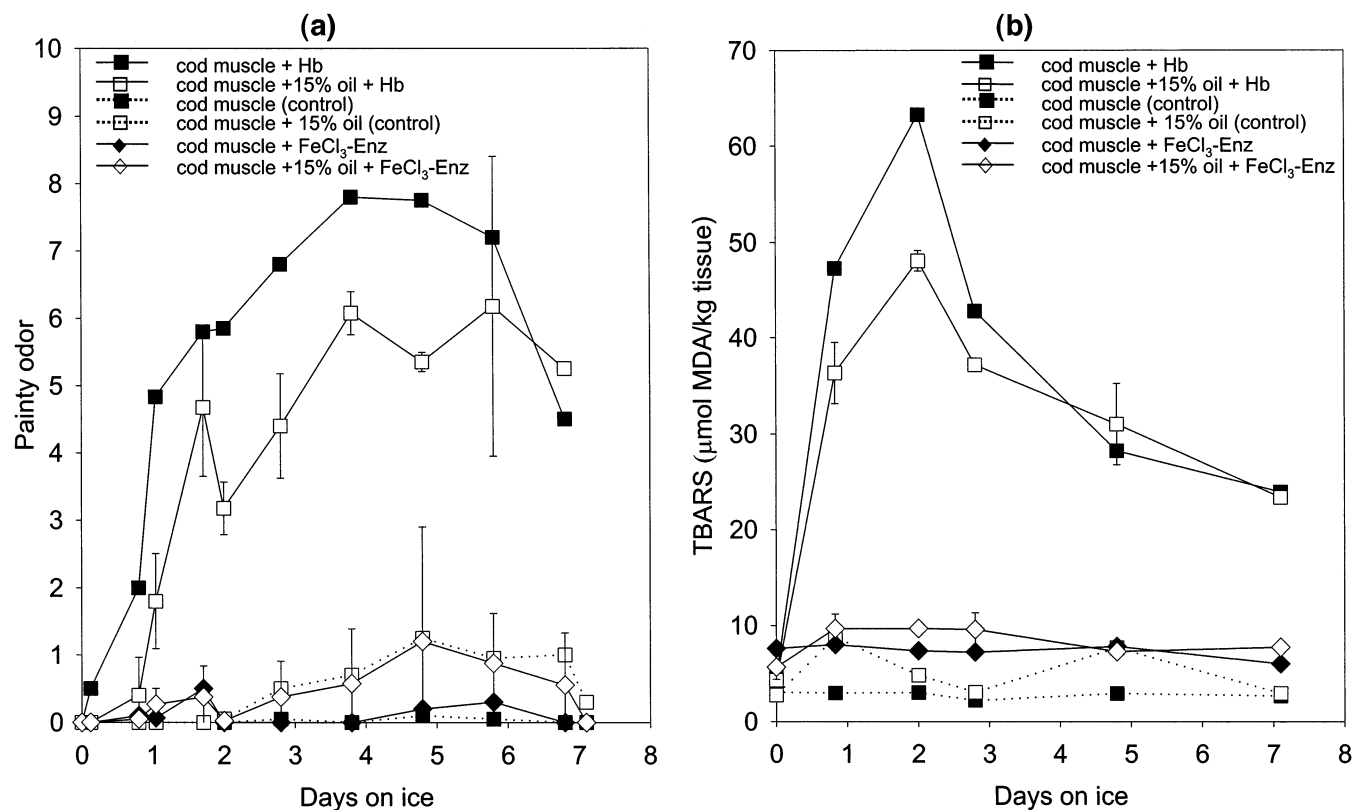 (a)
10
9
8
7
6
5
4
3
2
1
0
Painty odor
cod muscle + Hb
cod muscle +15% oil + Hb
cod muscle (control)
cod muscle + 15% oil (control)
cod muscle + FeCl₃-Enz
cod muscle +15% oil + FeCl₃-Enz
0 1 2 3 4 5 6 7 8
Days on ice
(b)
70
60
50
40
30
20
10
0
TBARS (μmol MDA/kg tissue)
cod muscle + Hb
cod muscle +15% oil + Hb
cod muscle (control)
cod muscle + 15% oil (control)
cod muscle + FeCl₃-Enz
cod muscle +15% oil + FeCl₃-Enz
0 1 2 3 4 5 6 7 8
Days on ice